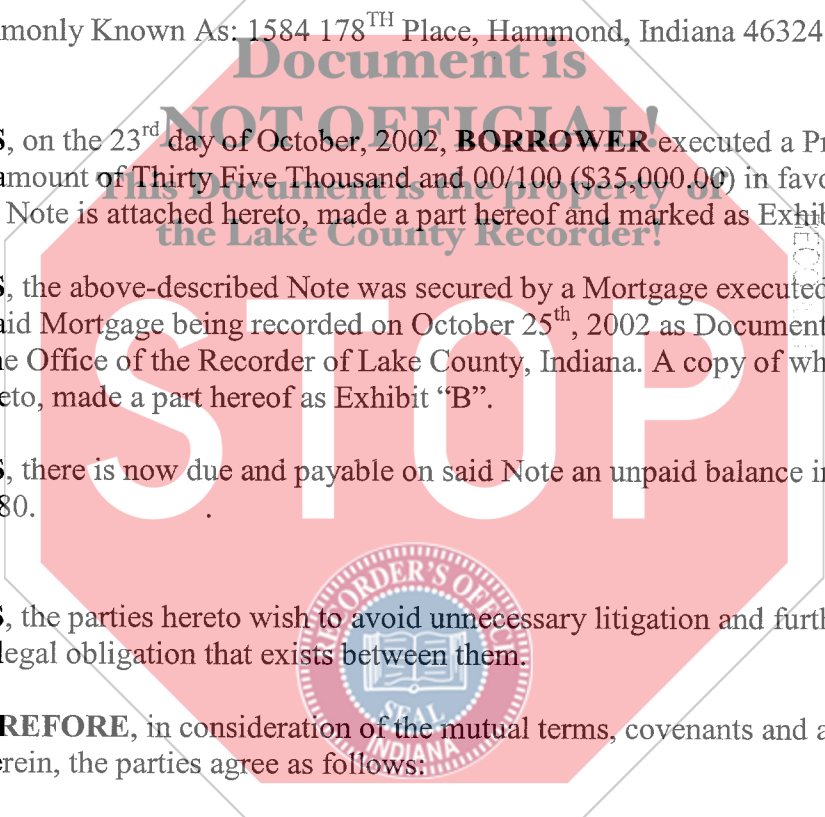 monly Known As: 1584 178TH Place, Hammond, Indiana 46324
Document is
NOT OFFICIAL!
S, on the 23rd day of October, 2002, BORROWER executed a Pr
amount of Thirty Five Thousand and 00/100 ($35,000.00) in favo
This Document is the property of
Note is attached hereto, made a part hereof and marked as Exhib
the Lake County Recorder!
S, the above-described Note was secured by a Mortgage executed
aid Mortgage being recorded on October 25th, 2002 as Document
e Office of the Recorder of Lake County, Indiana. A copy of wh
eto, made a part hereof as Exhibit “B”.
STOP
S, there is now due and payable on said Note an unpaid balance in
80. .
S, the parties hereto wish to avoid unnecessary litigation and furth
legal obligation that exists between them.
REFORE, in consideration of the mutual terms, covenants and a
erein, the parties agree as follows:
RECORDER'S OFFICE
SEAL
INDIANA